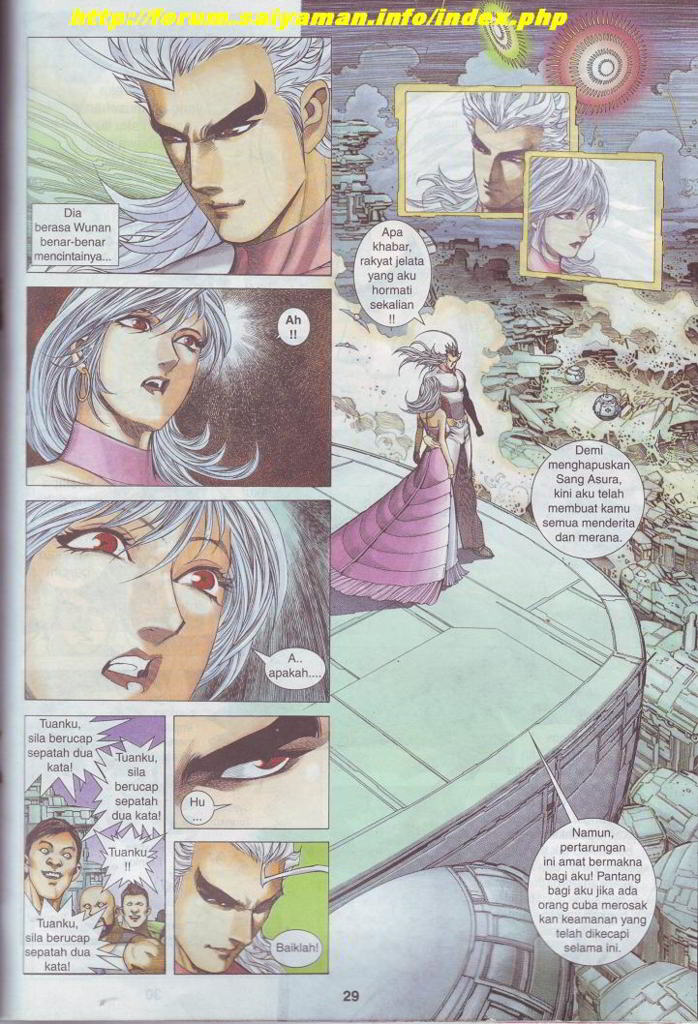 http://forum.saiyaman.info/index.php
Dia
berasa Wunan
benar-benar
mencintainya...
Ah
!!
A..
apakah....
Tuanku,
sila berucap
sepatah dua
kata!
Tuanku,
sila
berucap
sepatah
dua kata!
Tuanku
!!
Tuanku,
sila berucap
sepatah dua
kata!
Hu
...
Baiklah!
Apa
khabar,
rakyat jelata
yang aku
hormati
sekalian
!!
Demi
menghapuskan
Sang Asura,
kini aku telah
membuat kamu
semua menderita
dan merana.
Namun,
pertarungan
ini amat bermakna
bagi aku! Pantang
bagi aku jika ada
orang cuba merosak
kan keamanan yang
telah dikecapi
selama ini.
29